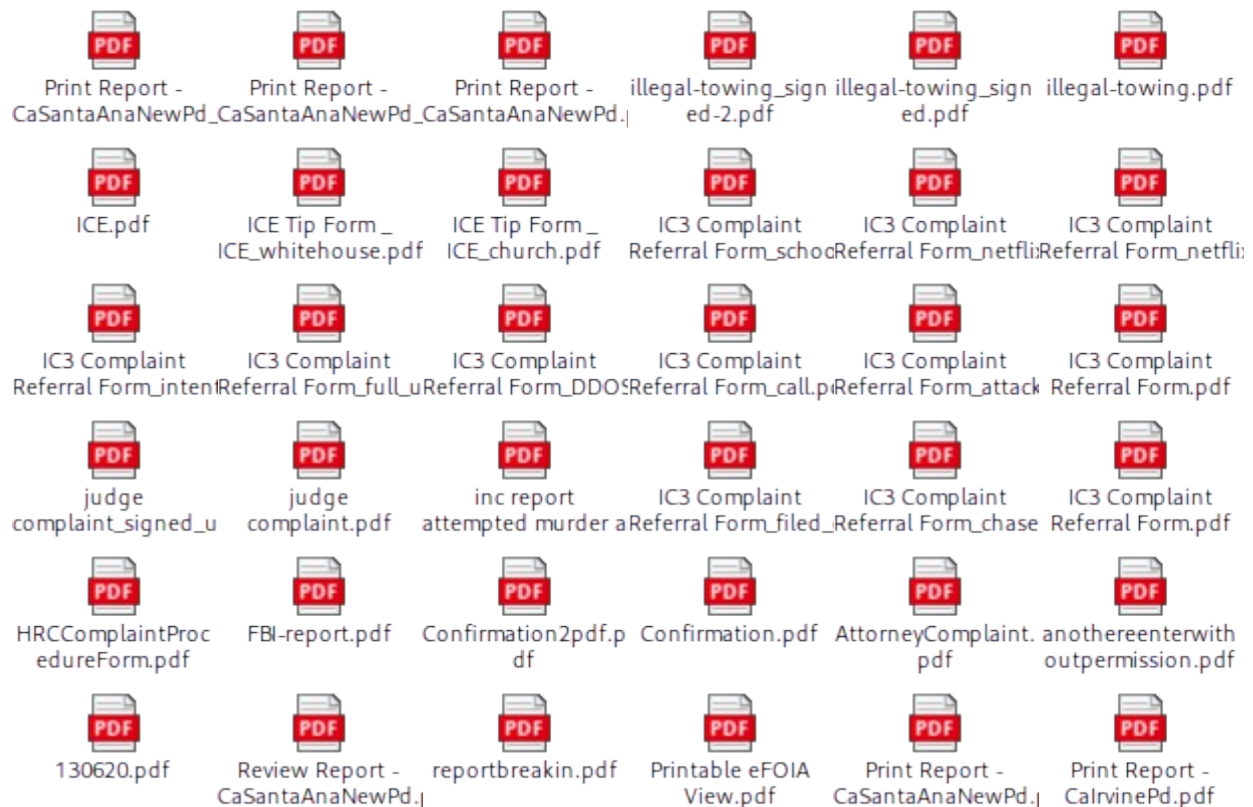 PDF PDF PDF PDF PDF PDF
Print Report - Print Report - Print Report - illegal-towing_sign illegal-towing_sign illegal-towing.pdf
CaSantaAnaNewPd_ CaSantaAnaNewPd_ CaSantaAnaNewPd. ed-2.pdf ed.pdf
PDF PDF PDF PDF PDF PDF
ICE.pdf ICE Tip Form _ ICE Tip Form _ IC3 Complaint IC3 Complaint IC3 Complaint
ICE_whitehouse.pdf ICE_church.pdf Referral Form_schoo Referral Form_netflix Referral Form_netflix
PDF PDF PDF PDF PDF PDF
IC3 Complaint IC3 Complaint IC3 Complaint IC3 Complaint IC3 Complaint IC3 Complaint
Referral Form_intent Referral Form_full_u Referral Form_DDOS Referral Form_call.p Referral Form_attack Referral Form.pdf
PDF PDF PDF PDF PDF PDF
judge judge inc report IC3 Complaint IC3 Complaint IC3 Complaint
complaint_signed_u complaint.pdf attempted murder a Referral Form_filed_ Referral Form_chase Referral Form.pdf
PDF PDF PDF PDF PDF PDF
HRCComplaintProc FBI-report.pdf Confirmation2pdf.p Confirmation.pdf AttorneyComplaint. anothereenterwith
edureForm.pdf df pdf outpermission.pdf
PDF PDF PDF PDF PDF PDF
130620.pdf Review Report - reportbreakin.pdf Printable eFOIA Print Report - Print Report -
CaSantaAnaNewPd. View.pdf CaSantaAnaNewPd. CaIrvinePd.pdf